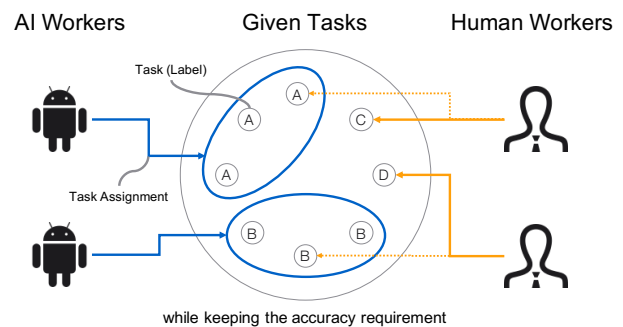 AI Workers
Given Tasks
Human Workers
Task (Label)
A
A
C
A
D
Task Assignment
B
B
B
while keeping the accuracy requirement